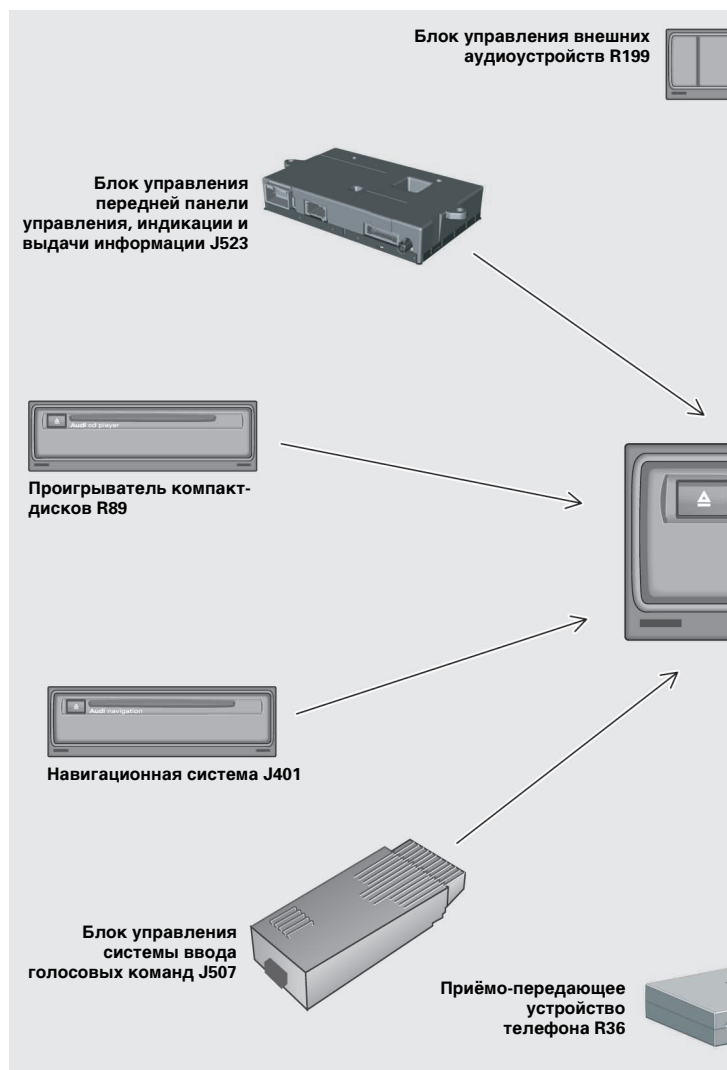 Блок управления внешних
аудиоустройств R199
Блок управления
передней панели
управления, индикации и
выдачи информации J523
Audi cd player
Проигрыватель компакт-
дисков R89
Audi navigation
Навигационная система J401
Блок управления
системы ввода
голосовых команд J507
Приёмо-передающее
устройство
телефона R36